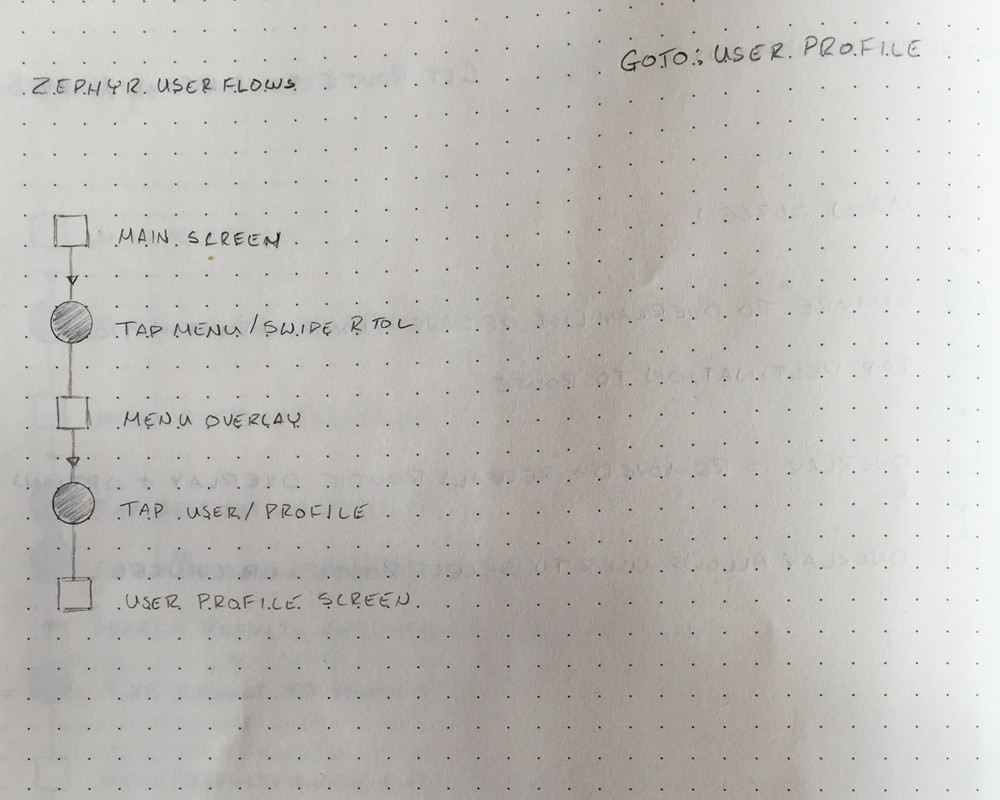 GOTO: USER PROFILE
ZEPHYR USER FLOWS
MAIN SCREEN
TAP MENU/SWIPE R TO L
MENU OVERLAY
TAP USER/PROFILE
USER PROFILE SCREEN